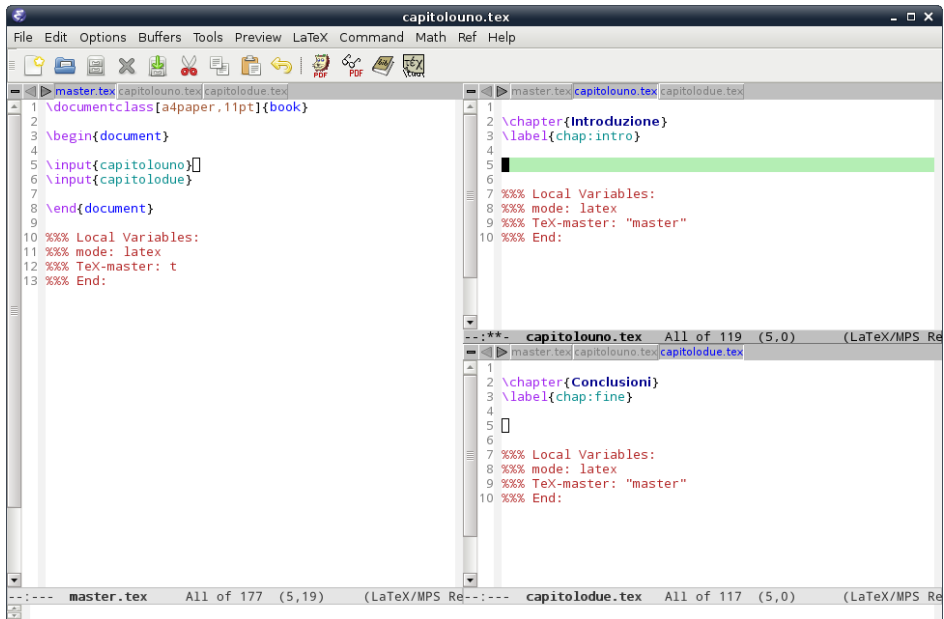 capitolouno.tex
File Edit Options Buffers Tools Preview LaTeX Command Math Ref Help
PDF PDF TEX
master.tex capitolouno.tex capitolodue.tex
1 \documentclass[a4paper,11pt]{book}
2
3 \begin{document}
4
5 \input{capitolouno}
6 \input{capitolodue}
7
8 \end{document}
9
10 %%% Local Variables:
11 %%% mode: latex
12 %%% TeX-master: t
13 %%% End:
--:--- master.tex All of 177 (5,19) (LaTeX/MPS Re
master.tex capitolouno.tex capitolodue.tex
1
2 \chapter{Introduzione}
3 \label{chap:intro}
4
5
6
7 %%% Local Variables:
8 %%% mode: latex
9 %%% TeX-master: "master"
10 %%% End:
--:**- capitolouno.tex All of 119 (5,0) (LaTeX/MPS Re
master.tex capitolouno.tex capitolodue.tex
1
2 \chapter{Conclusioni}
3 \label{chap:fine}
4
5
6
7 %%% Local Variables:
8 %%% mode: latex
9 %%% TeX-master: "master"
10 %%% End:
--:--- capitolodue.tex All of 117 (5,0) (LaTeX/MPS Re